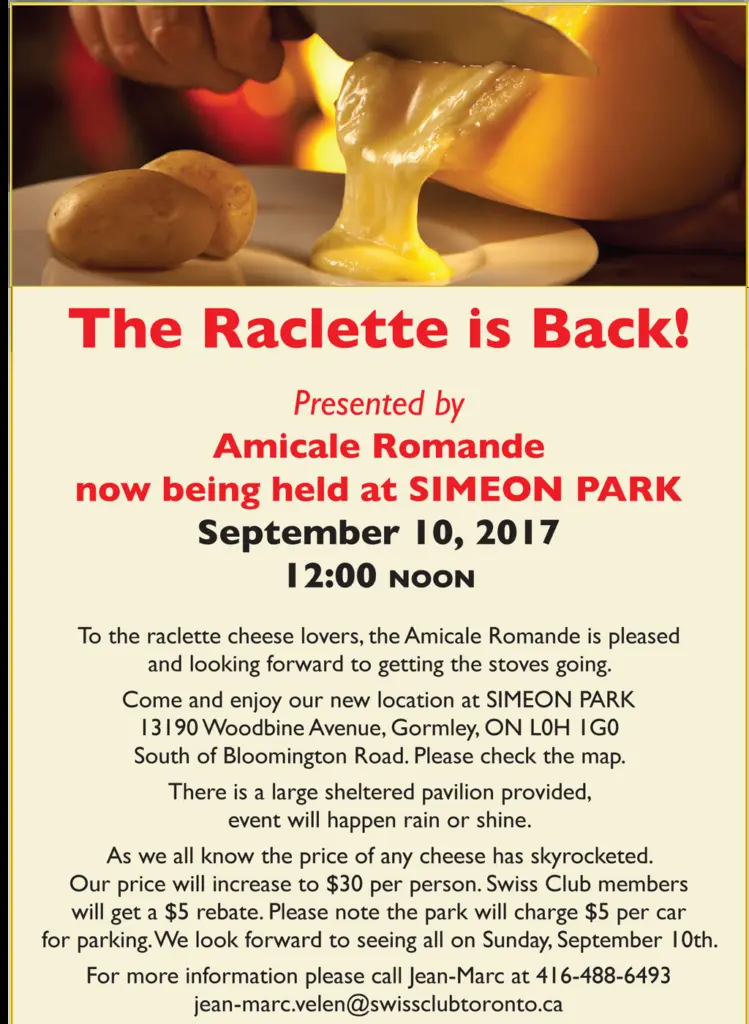 The Raclette is Back!
Presented by
Amicale Romande
now being held at SIMEON PARK
September 10, 2017
12:00 NOON
To the raclette cheese lovers, the Amicale Romande is pleased
and looking forward to getting the stoves going.
Come and enjoy our new location at SIMEON PARK
13190 Woodbine Avenue, Gormley, ON L0H 1G0
South of Bloomington Road. Please check the map.
There is a large sheltered pavilion provided,
event will happen rain or shine.
As we all know the price of any cheese has skyrocketed.
Our price will increase to $30 per person. Swiss Club members
will get a $5 rebate. Please note the park will charge $5 per car
for parking. We look forward to seeing all on Sunday, September 10th.
For more information please call Jean-Marc at 416-488-6493
jean-marc.velen@swissclubtoronto.ca